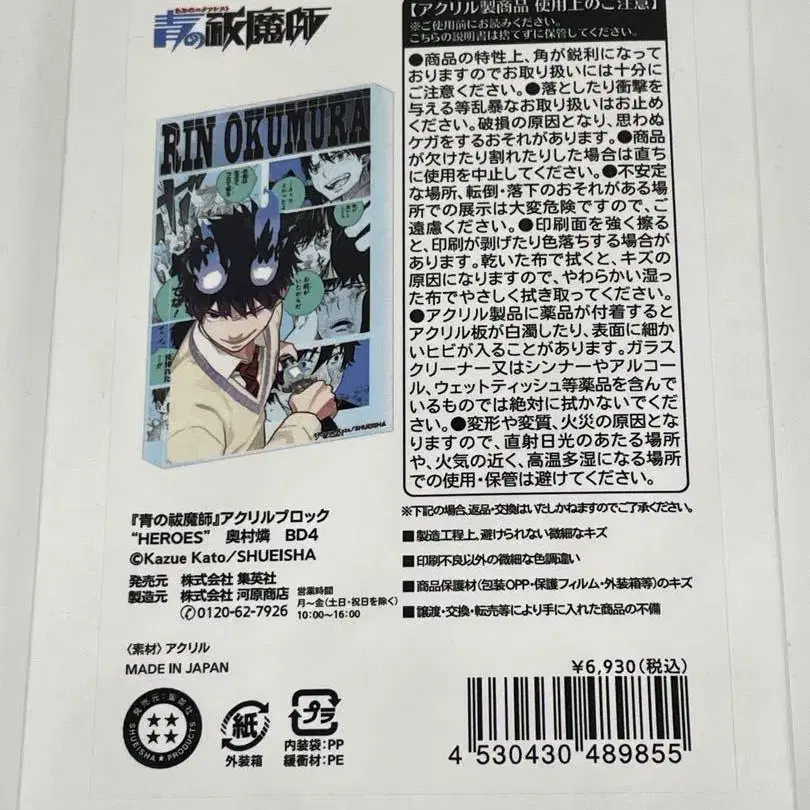 青の祓魔師
RIN OKUMURA
お前が
いたからだ
©Kazue Kato/SHUEISHA
『青の祓魔師』アクリルブロック
“HEROES” 奥村燐 BD4
©Kazue Kato/SHUEISHA
発売元 株式会社 集英社
製造元 株式会社 河原商店
✆0120-62-7926
営業時間
月～金(土日・祝日を除く)
10:00～16:00
〈素材〉アクリル
MADE IN JAPAN
発売元:集英社
SHUEISHA★PRODUCTS
紙
外装箱
プラ
内装袋:PP
緩衝材:PE
【アクリル製商品 使用上のご注意】
※ご使用前にお読みください。
こちらの説明書は捨てずに保管してください。
●商品の特性上、角が鋭利になって
おりますのでお取り扱いには十分に
ご注意ください。●落としたり衝撃を
与える等乱暴なお取り扱いはお止め
ください。破損の原因となり、思わぬ
ケガをするおそれがあります。●商品
が欠けたり割れたりした場合は直ち
に使用を中止してください。●不安定
な場所、転倒・落下のおそれがある場
所での展示は大変危険ですので、ご
遠慮ください。●印刷面を強く擦る
と、印刷が剥げたり色落ちする場合が
あります。乾いた布で拭くと、キズの
原因になりますので、やわらかい湿っ
た布でやさしく拭き取ってください。
●アクリル製品に薬品が付着すると
アクリル板が白濁したり、表面に細か
いヒビが入ることがあります。ガラス
クリーナー又はシンナーやアルコー
ル、ウェットティッシュ等薬品を含んで
いるものでは絶対に拭かないでくだ
さい。●変形や変質、火災の原因とな
りますので、直射日光のあたる場所
や、火気の近く、高温多湿になる場所
での使用・保管は避けてください。
※下記の場合、返品・交換はいたしかねますのでご了承ください。
■製造工程上、避けられない微細なキズ
■印刷不良以外の微細な色調違い
■商品保護材(包装OPP・保護フィルム・外装箱等)のキズ
■譲渡・交換・転売等により手に入れた商品の不備
¥6,930(税込)
4 530430 489855